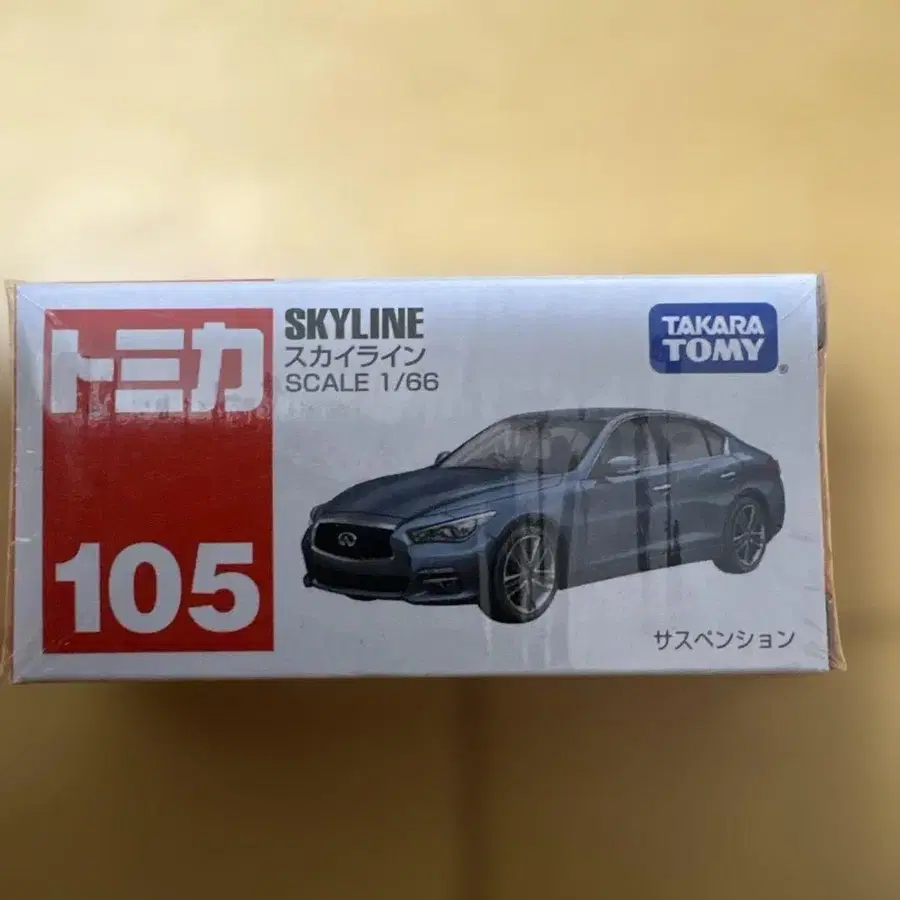 トミカ
105
SKYLINE
スカイライン
SCALE 1/66
TAKARA
TOMY
®
サスペンション